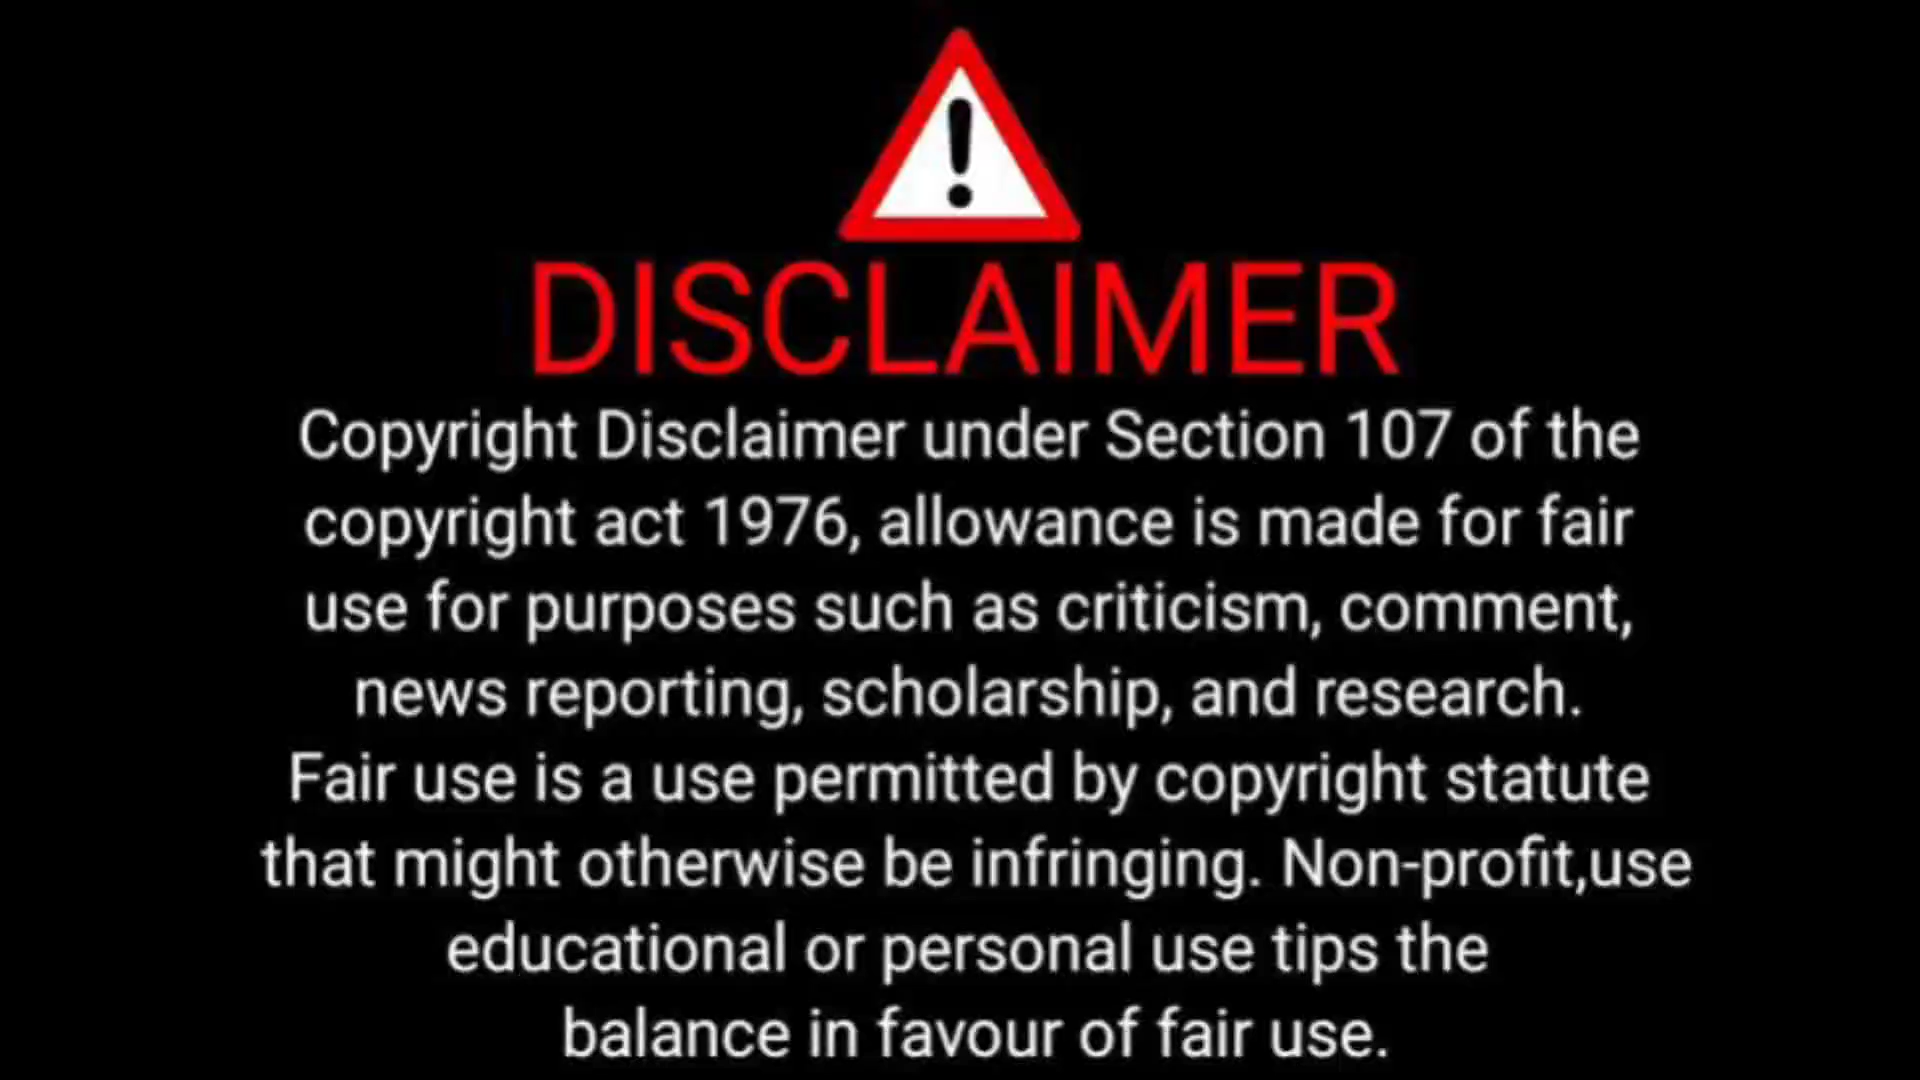 DISCLAIMER
Copyright Disclaimer under Section 107 of the
copyright act 1976, allowance is made for fair
use for purposes such as criticism, comment,
news reporting, scholarship, and research.
Fair use is a use permitted by copyright statute
that might otherwise be infringing. Non-profit,use
educational or personal use tips the
balance in favour of fair use.